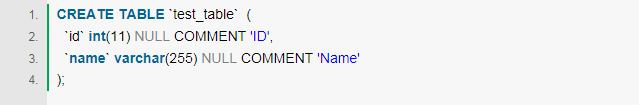 1. CREATE TABLE `test_table` (
2. `id` int(11) NULL COMMENT 'ID',
3. `name` varchar(255) NULL COMMENT 'Name'
4. );